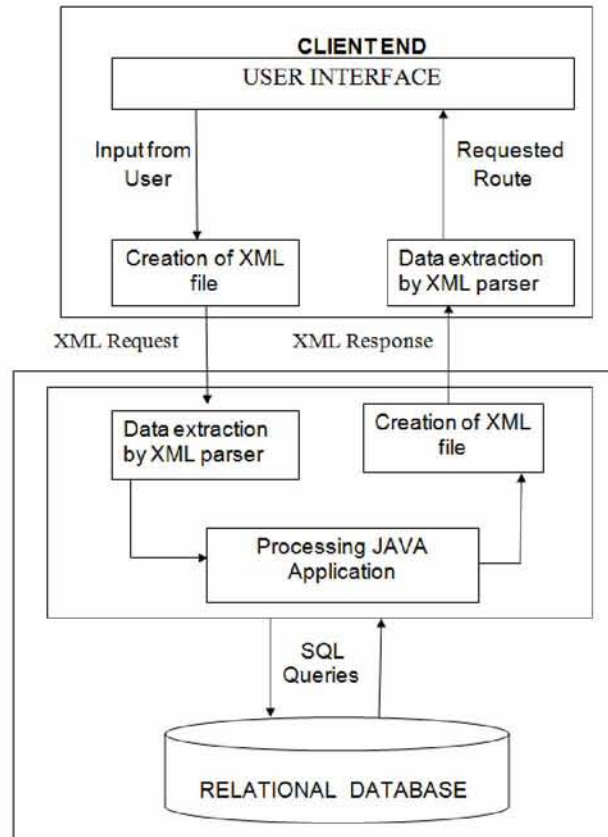 CLIENT END
USER INTERFACE
Input from
User
Requested
Route
Creation of XML
file
Data extraction
by XML parser
XML Request
XML Response
Data extraction
by XML parser
Creation of XML
file
Processing JAVA
Application
SQL
Queries
RELATIONAL DATABASE